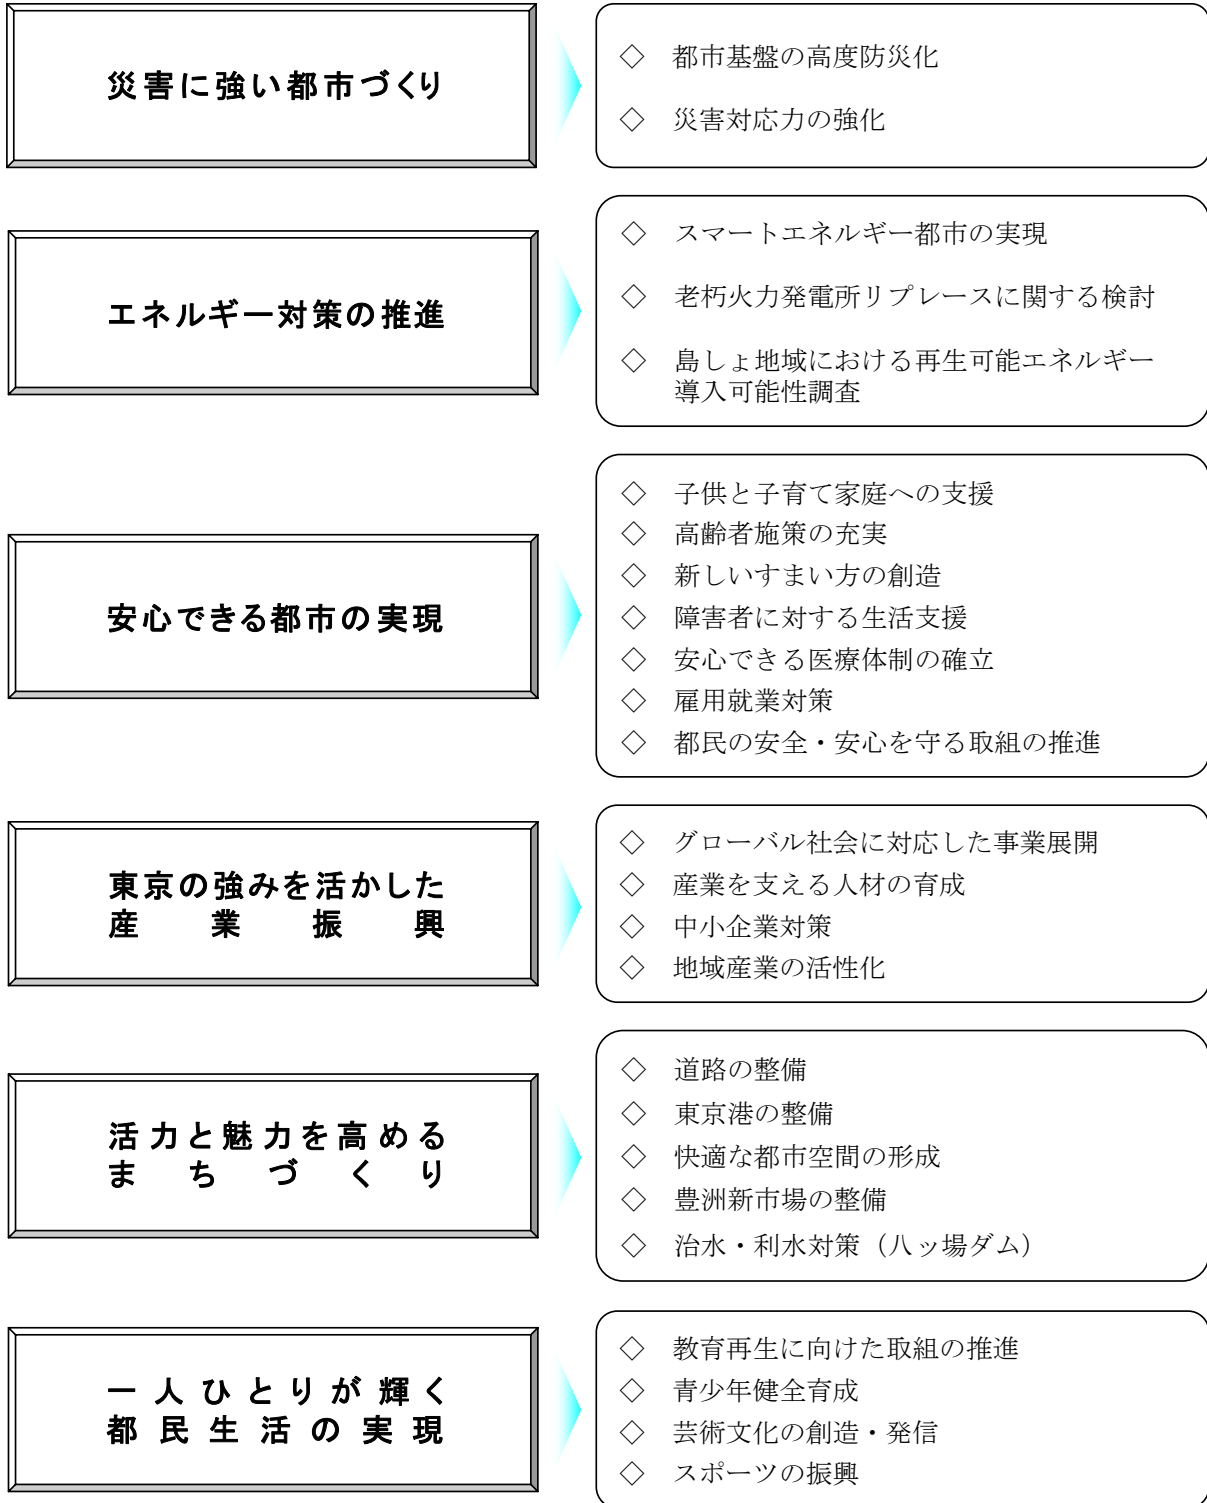 災害に強い都市づくり
◇ 都市基盤の高度防災化
◇ 災害対応力の強化
エネルギー対策の推進
◇ スマートエネルギー都市の実現
◇ 老朽火力発電所リプレースに関する検討
◇ 島しょ地域における再生可能エネルギー
導入可能性調査
安心できる都市の実現
◇ 子供と子育て家庭への支援
◇ 高齢者施策の充実
◇ 新しいすまい方の創造
◇ 障害者に対する生活支援
◇ 安心できる医療体制の確立
◇ 雇用就業対策
◇ 都民の安全・安心を守る取組の推進
東京の強みを活かした
産業振興
◇ グローバル社会に対応した事業展開
◇ 産業を支える人材の育成
◇ 中小企業対策
◇ 地域産業の活性化
活力と魅力を高める
まちづくり
◇ 道路の整備
◇ 東京港の整備
◇ 快適な都市空間の形成
◇ 豊洲新市場の整備
◇ 治水・利水対策（八ッ場ダム）
一人ひとりが輝く
都民生活の実現
◇ 教育再生に向けた取組の推進
◇ 青少年健全育成
◇ 芸術文化の創造・発信
◇ スポーツの振興